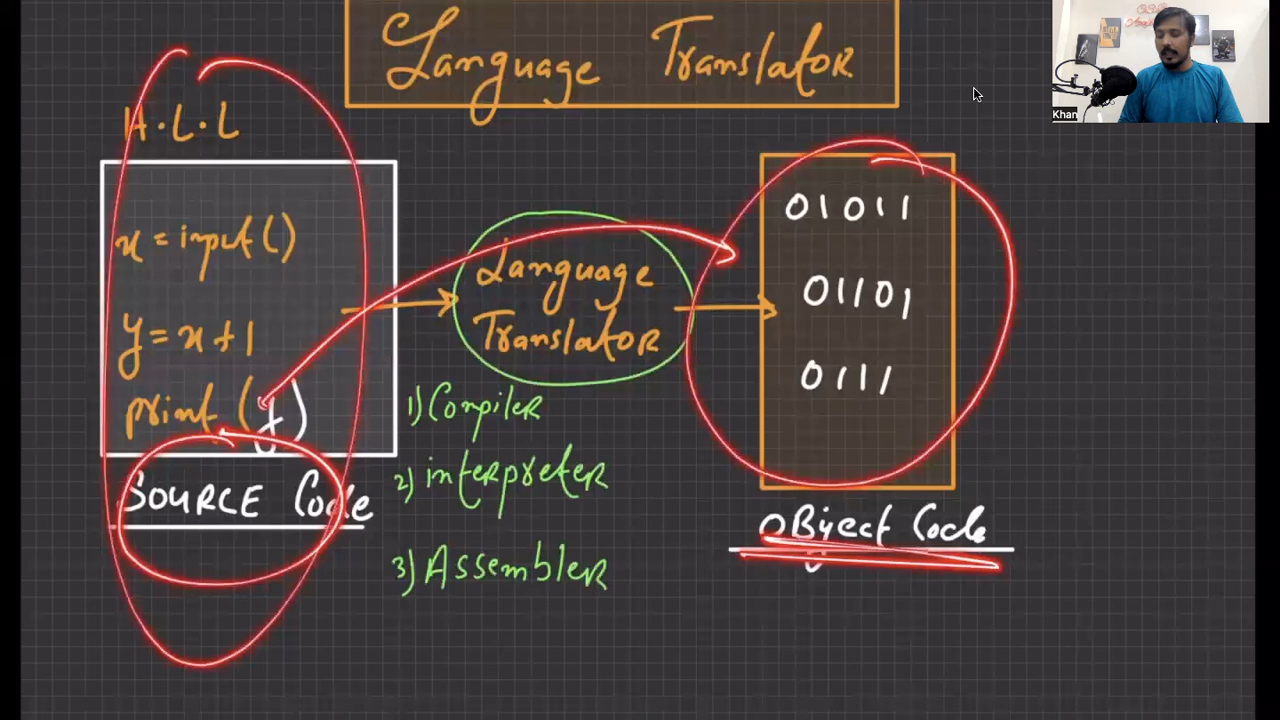 Language Translator
H.L.L
x = input()
y = x+1
print (y)
Source Code
Language
Translator
1) Compiler
2) interpreter
3) Assembler
01011
01101
0111
Object Code
Khan